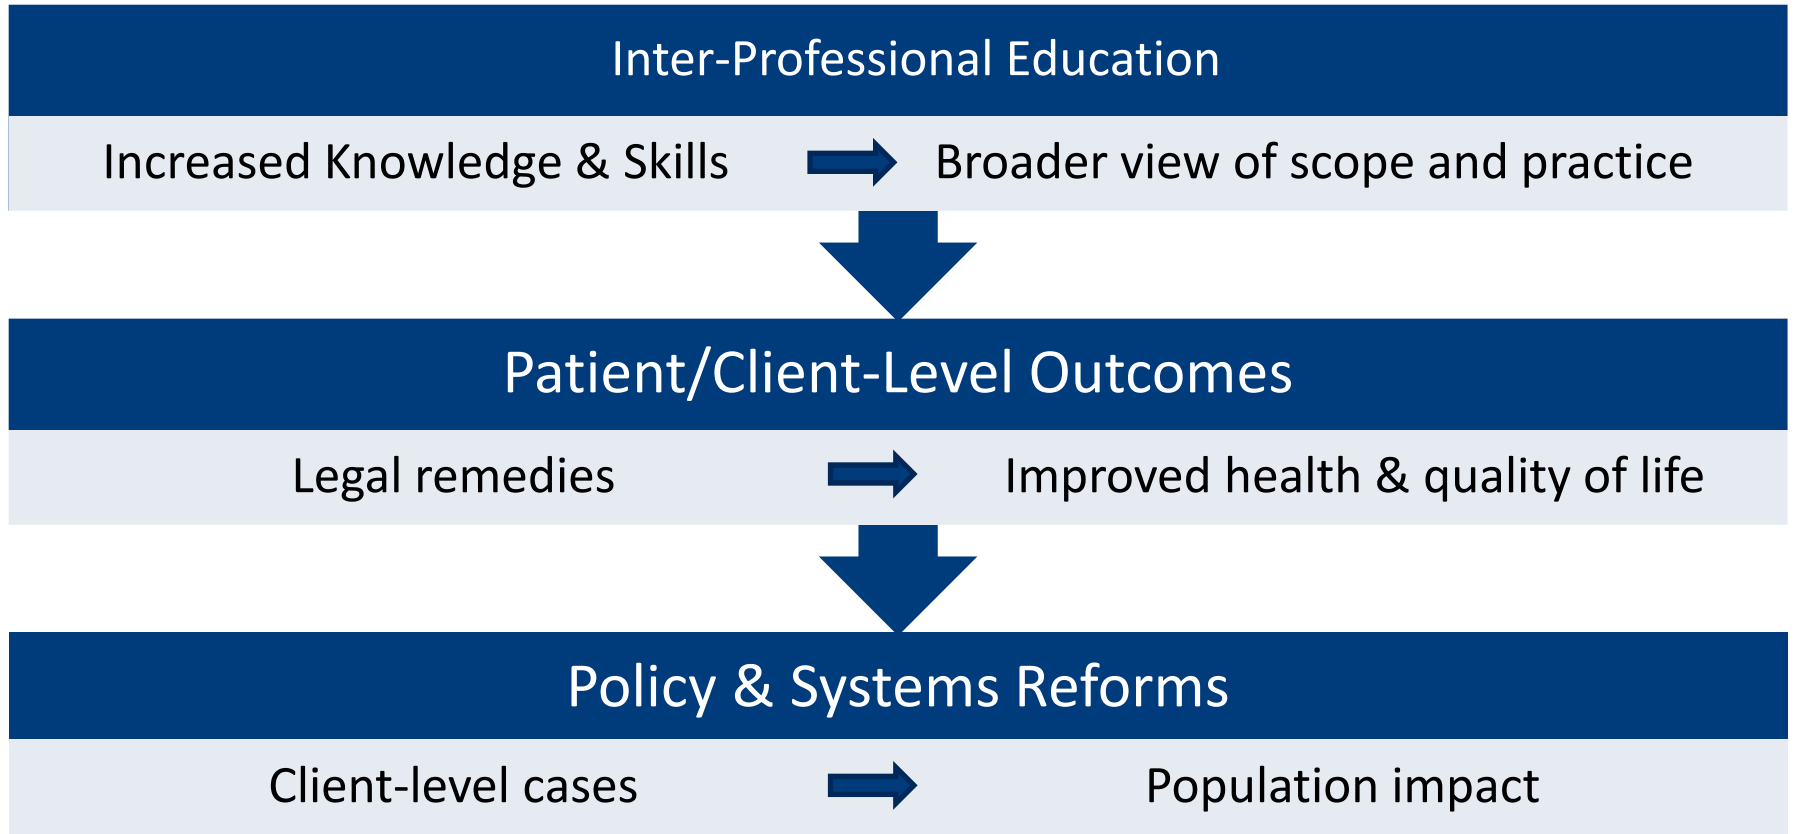 Inter-Professional Education
Increased Knowledge & Skills
Broader view of scope and practice
Patient/Client-Level Outcomes
Legal remedies
Improved health & quality of life
Policy & Systems Reforms
Client-level cases
Population impact